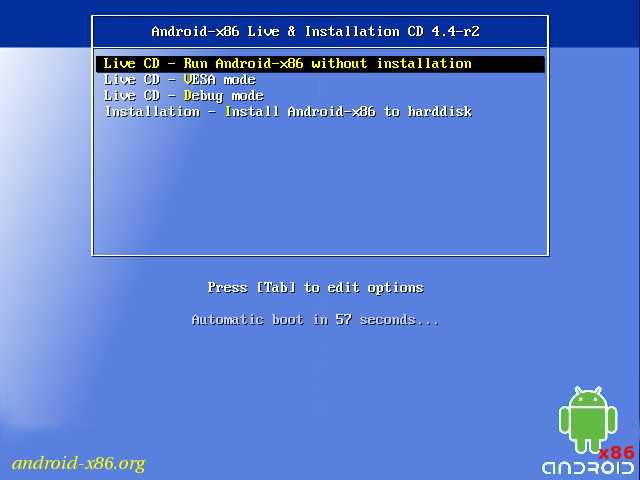 Android-x86 Live & Installation CD 4.4-r2
Live CD - Run Android-x86 without installation
Live CD - VESA mode
Live CD - Debug mode
Installation - Install Android-x86 to harddisk
Press [Tab] to edit options
Automatic boot in 57 seconds...
android-x86.org
x86
ANDROID